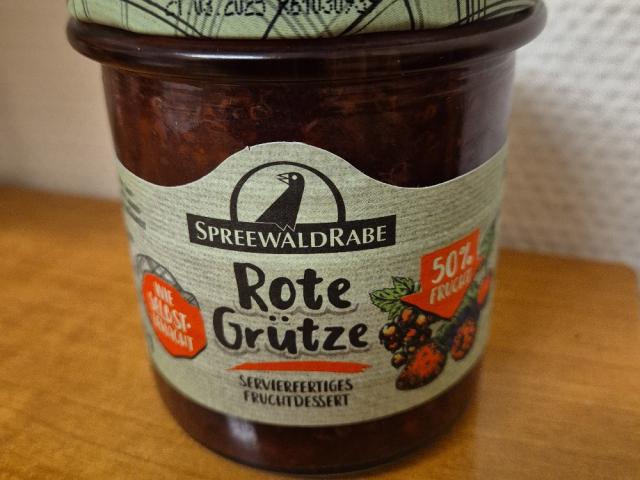 SPREEWALDRABE
Rote
Grütze
SERVIERFERTIGES
FRUCHTDESSERT
50%
FRUCHT
WIE
SELBST-
GEMACHT